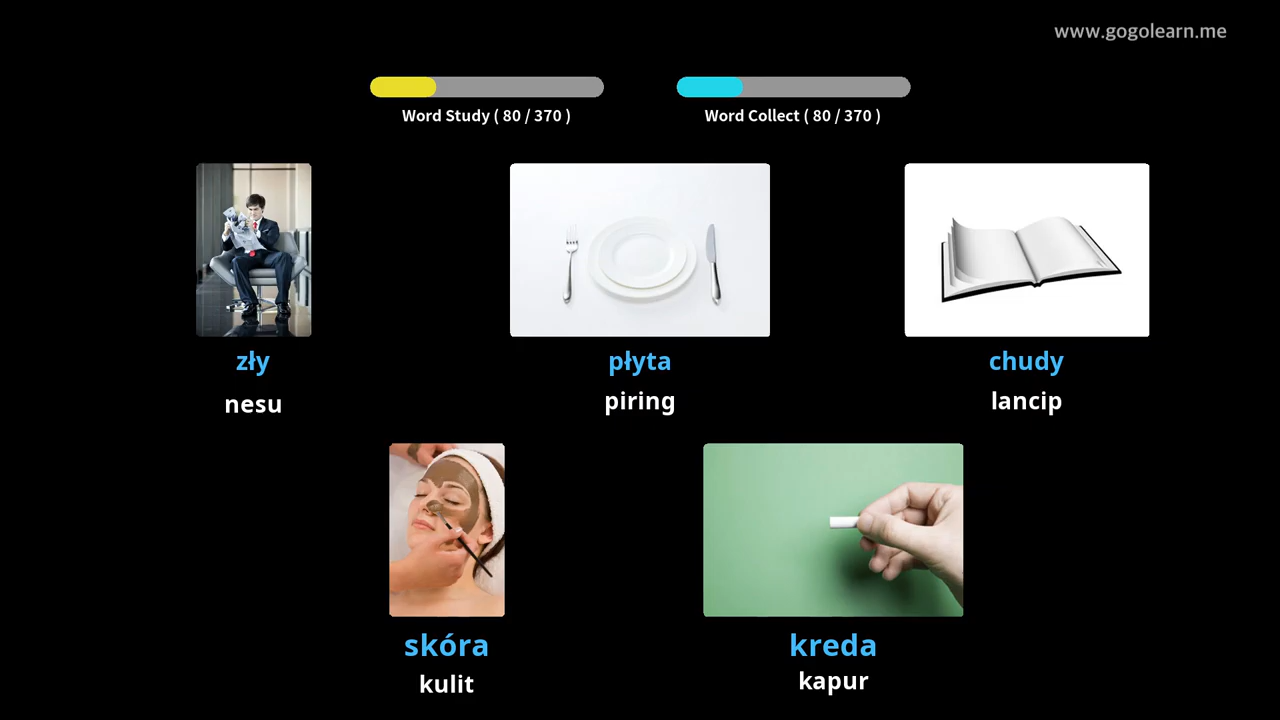 www.gogolearn.me
Word Study ( 80 / 370 )
Word Collect ( 80 / 370 )
zły
płyta
chudy
nesu
piring
lancip
skóra
kreda
kulit
kapur